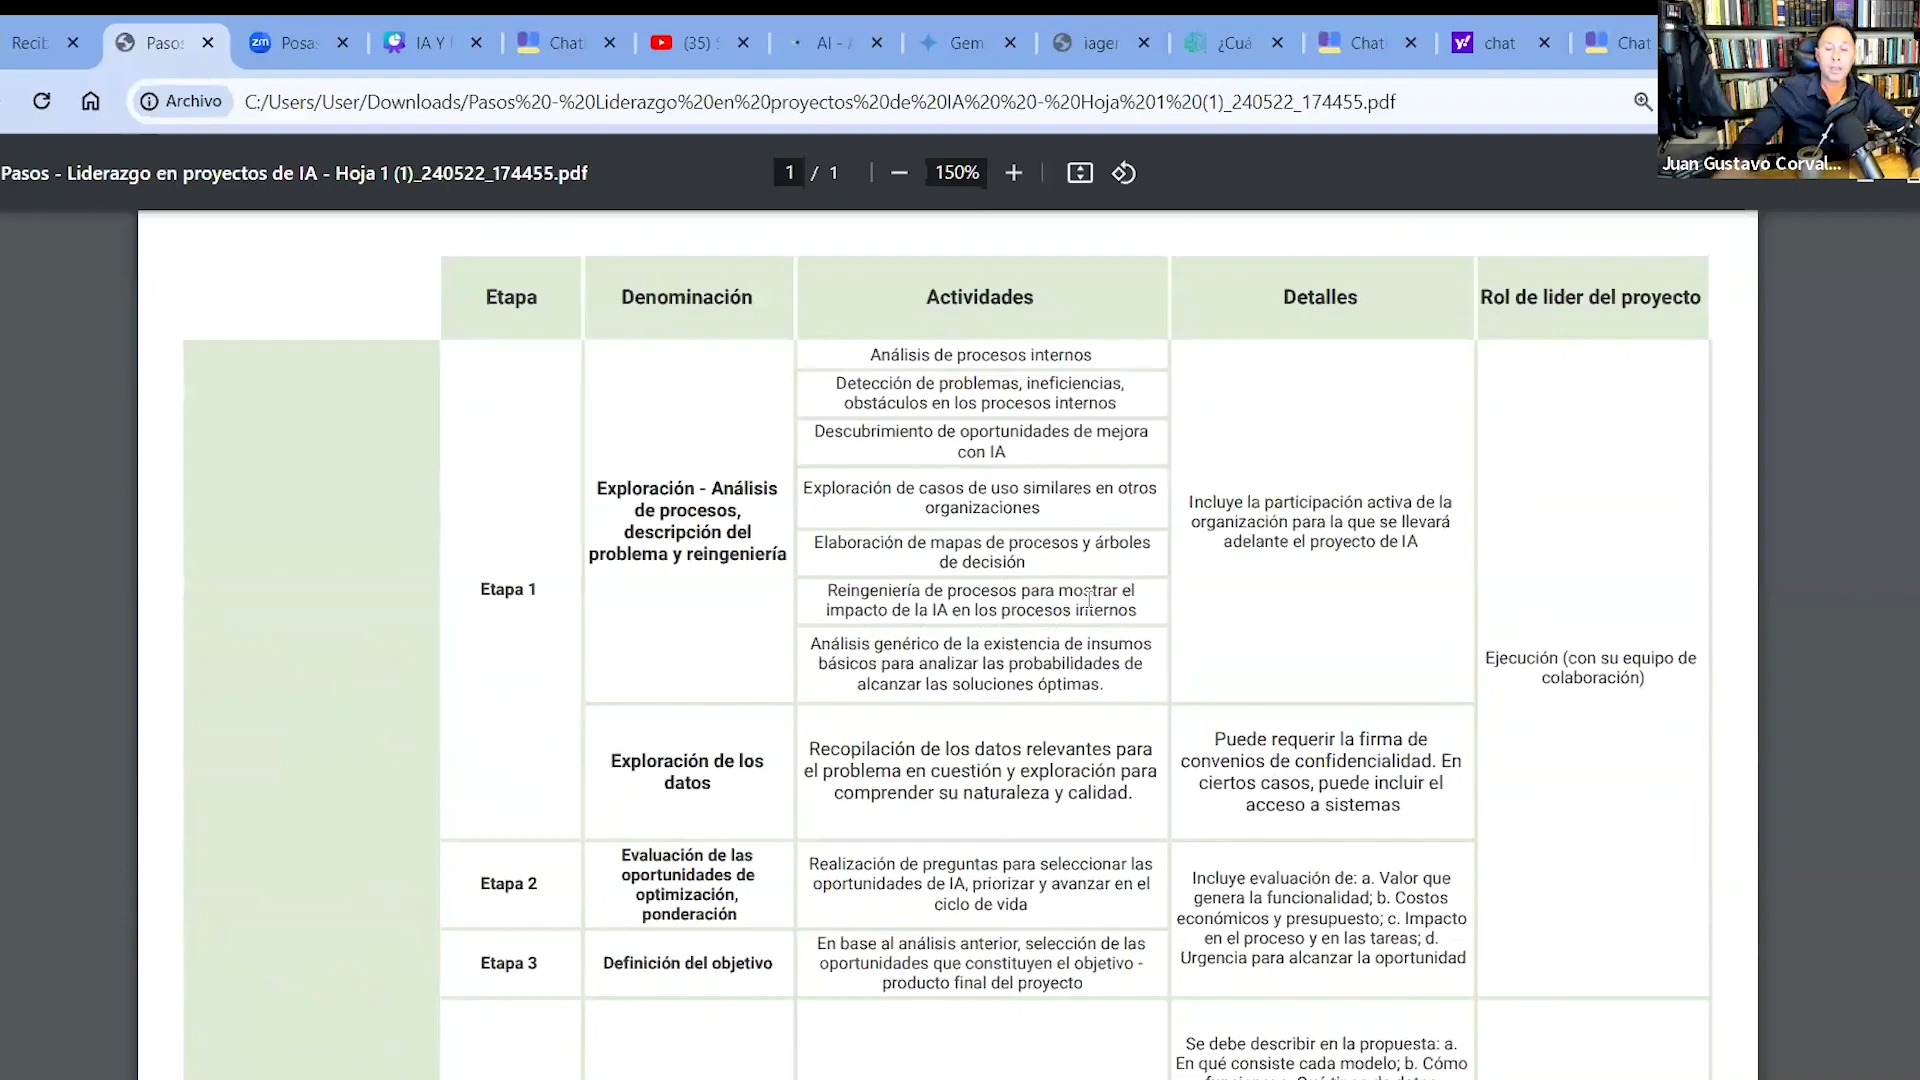 Recib
Pasos
Posa
IA Y
Chat
(35)
AI -
Gem
iagen
¿Cuá
Chat
chat
Chat
Archivo
C:/Users/User/Downloads/Pasos%20-%20Liderazgo%20en%20proyectos%20de%20IA%20%20-%20Hoja%201%20(1)_240522_174455.pdf
Juan Gustavo Corval...
Pasos - Liderazgo en proyectos de IA - Hoja 1 (1)_240522_174455.pdf
1 / 1
150%
Etapa
Denominación
Actividades
Detalles
Rol de lider del proyecto
Etapa 1
Exploración - Análisis
de procesos,
descripción del
problema y reingeniería
Análisis de procesos internos
Detección de problemas, ineficiencias,
obstáculos en los procesos internos
Descubrimiento de oportunidades de mejora
con IA
Exploración de casos de uso similares en otros
organizaciones
Elaboración de mapas de procesos y árboles
de decisión
Reingeniería de procesos para mostrar el
impacto de la IA en los procesos internos
Análisis genérico de la existencia de insumos
básicos para analizar las probabilidades de
alcanzar las soluciones óptimas.
Incluye la participación activa de la
organización para la que se llevará
adelante el proyecto de IA
Ejecución (con su equipo de
colaboración)
Exploración de los
datos
Recopilación de los datos relevantes para
el problema en cuestión y exploración para
comprender su naturaleza y calidad.
Puede requerir la firma de
convenios de confidencialidad. En
ciertos casos, puede incluir el
acceso a sistemas
Etapa 2
Evaluación de las
oportunidades de
optimización,
ponderación
Realización de preguntas para seleccionar las
oportunidades de IA, priorizar y avanzar en el
ciclo de vida
Incluye evaluación de: a. Valor que
genera la funcionalidad; b. Costos
económicos y presupuesto; c. Impacto
en el proceso y en las tareas; d.
Urgencia para alcanzar la oportunidad
Etapa 3
Definición del objetivo
En base al análisis anterior, selección de las
oportunidades que constituyen el objetivo -
producto final del proyecto
Se debe describir en la propuesta: a.
En qué consiste cada modelo; b. Cómo